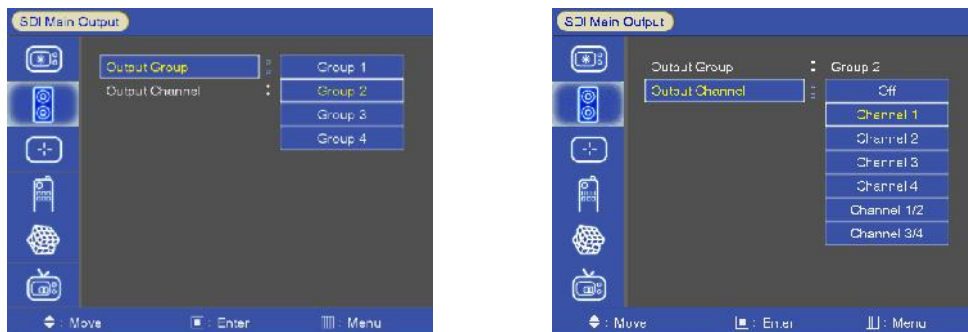 SDI Main Output
Output Group : Group 1
Output Channel : Group 2
Group 3
Group 4
: Move : Enter : Menu
SDI Main Output
Output Group : Group 2
Output Channel : Off
Channel 1
Channel 2
Channel 3
Channel 4
Channel 1/2
Channel 3/4
: Move : Enter : Menu